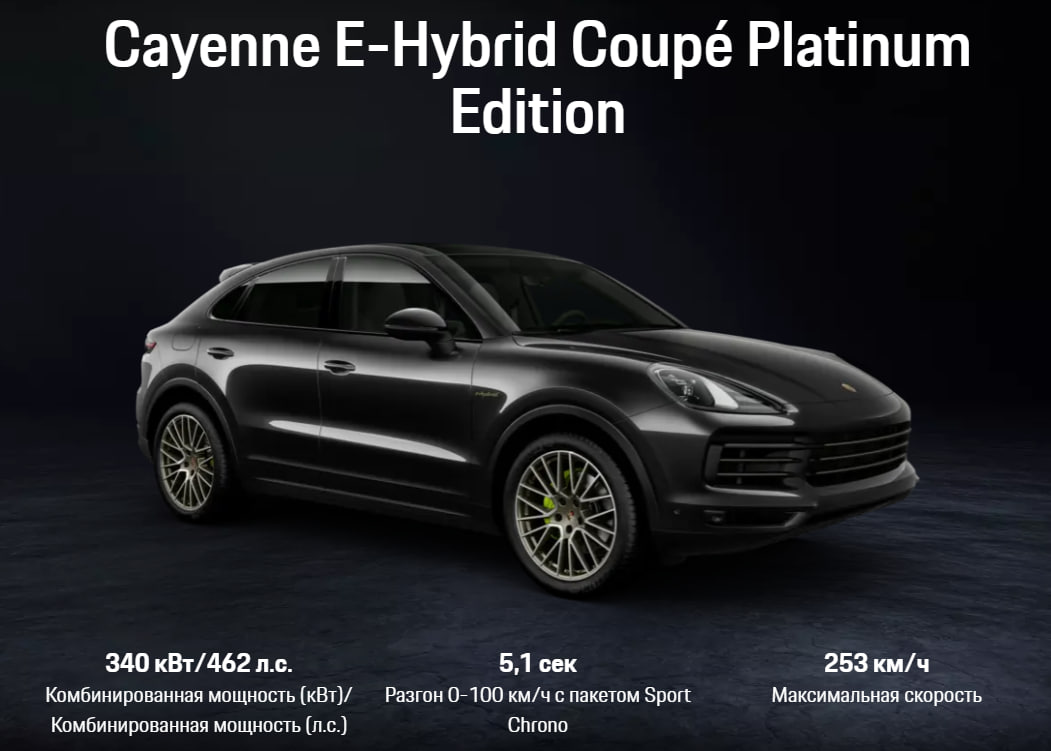 Cayenne E-Hybrid Coupé Platinum
Edition
e-hybrid
340 кВт/462 л.с.
5,1 сек
253 км/ч
Комбинированная мощность (кВт)/
Комбинированная мощность (л.с.)
Разгон 0-100 км/ч с пакетом Sport
Chrono
Максимальная скорость